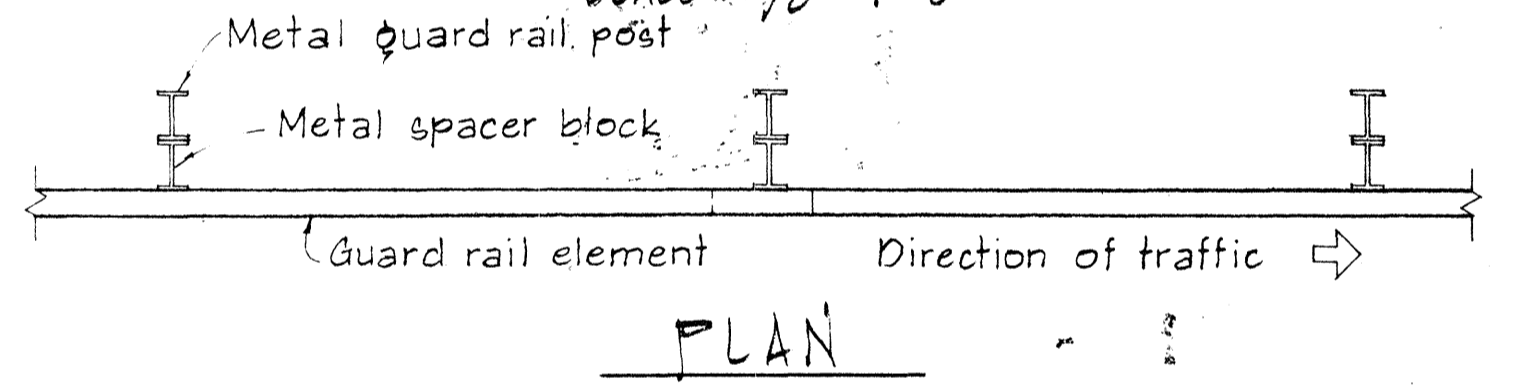 Metal guard rail post
Metal spacer block
Guard rail element
Direction of traffic
PLAN